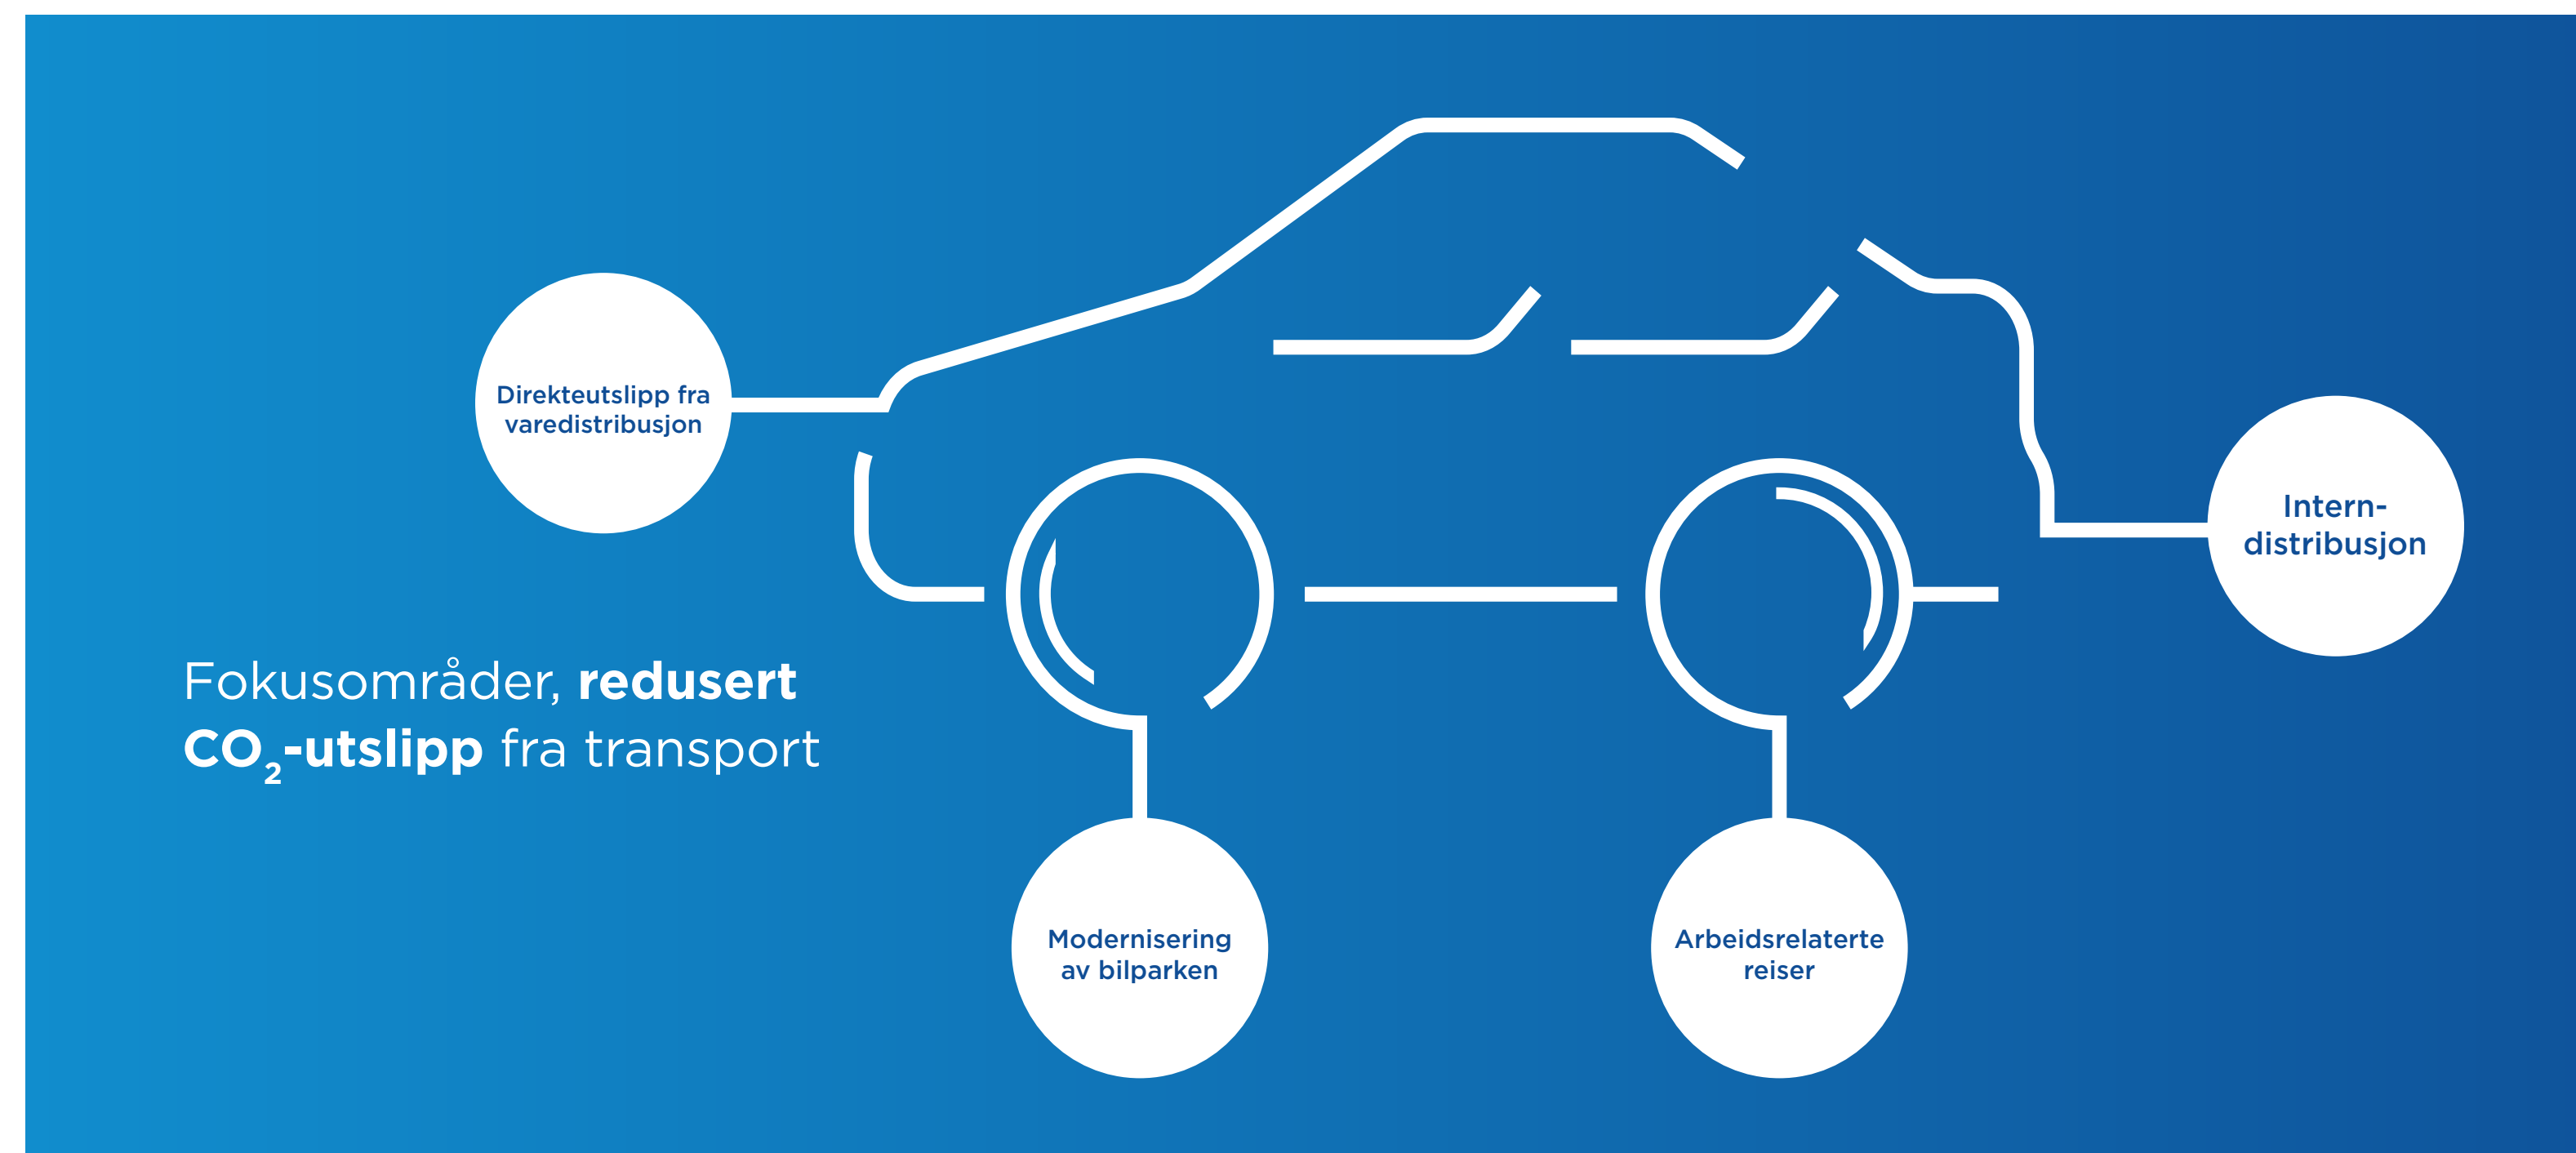 Direkteutslipp fra
varedistribusjon
Intern-
distribusjon
Fokusområder, redusert
CO₂-utslipp fra transport
Modernisering
av bilparken
Arbeidsrelaterte
reiser